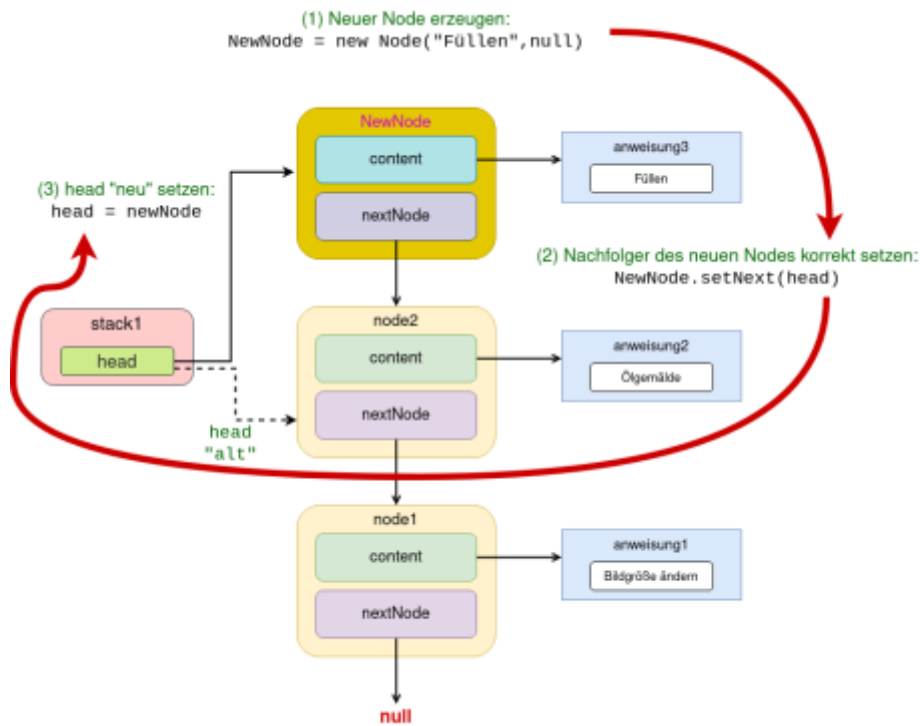 (1) Neuer Node erzeugen:
NewNode = new Node("Füllen",null)
NewNode
content
nextNode
anweisung3
Füllen
(3) head "neu" setzen:
head = newNode
(2) Nachfolger des neuen Nodes korrekt setzen:
NewNode.setNext(head)
stack1
head
head
"alt"
node2
content
nextNode
anweisung2
Ölgemälde
node1
content
nextNode
anweisung1
Bildgröße ändern
null